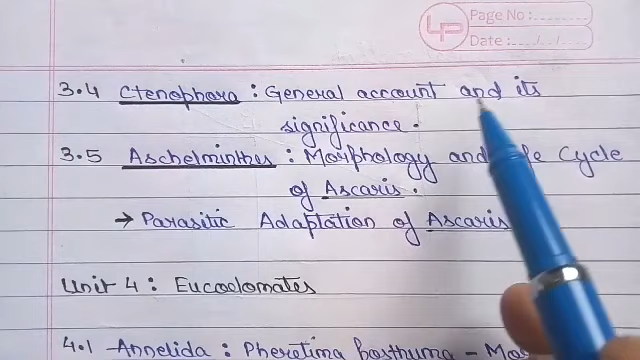 LP
Page No :
Date :
3.4 Ctenophora : General account and its
significance.
3.5 Aschelminthes : Morphology and Cycle
of Ascaris.
→ Parasitic Adaptation of Ascaris
Unit 4 : Eucoelomates
4.1 Annelida : Pheretima posthuma -